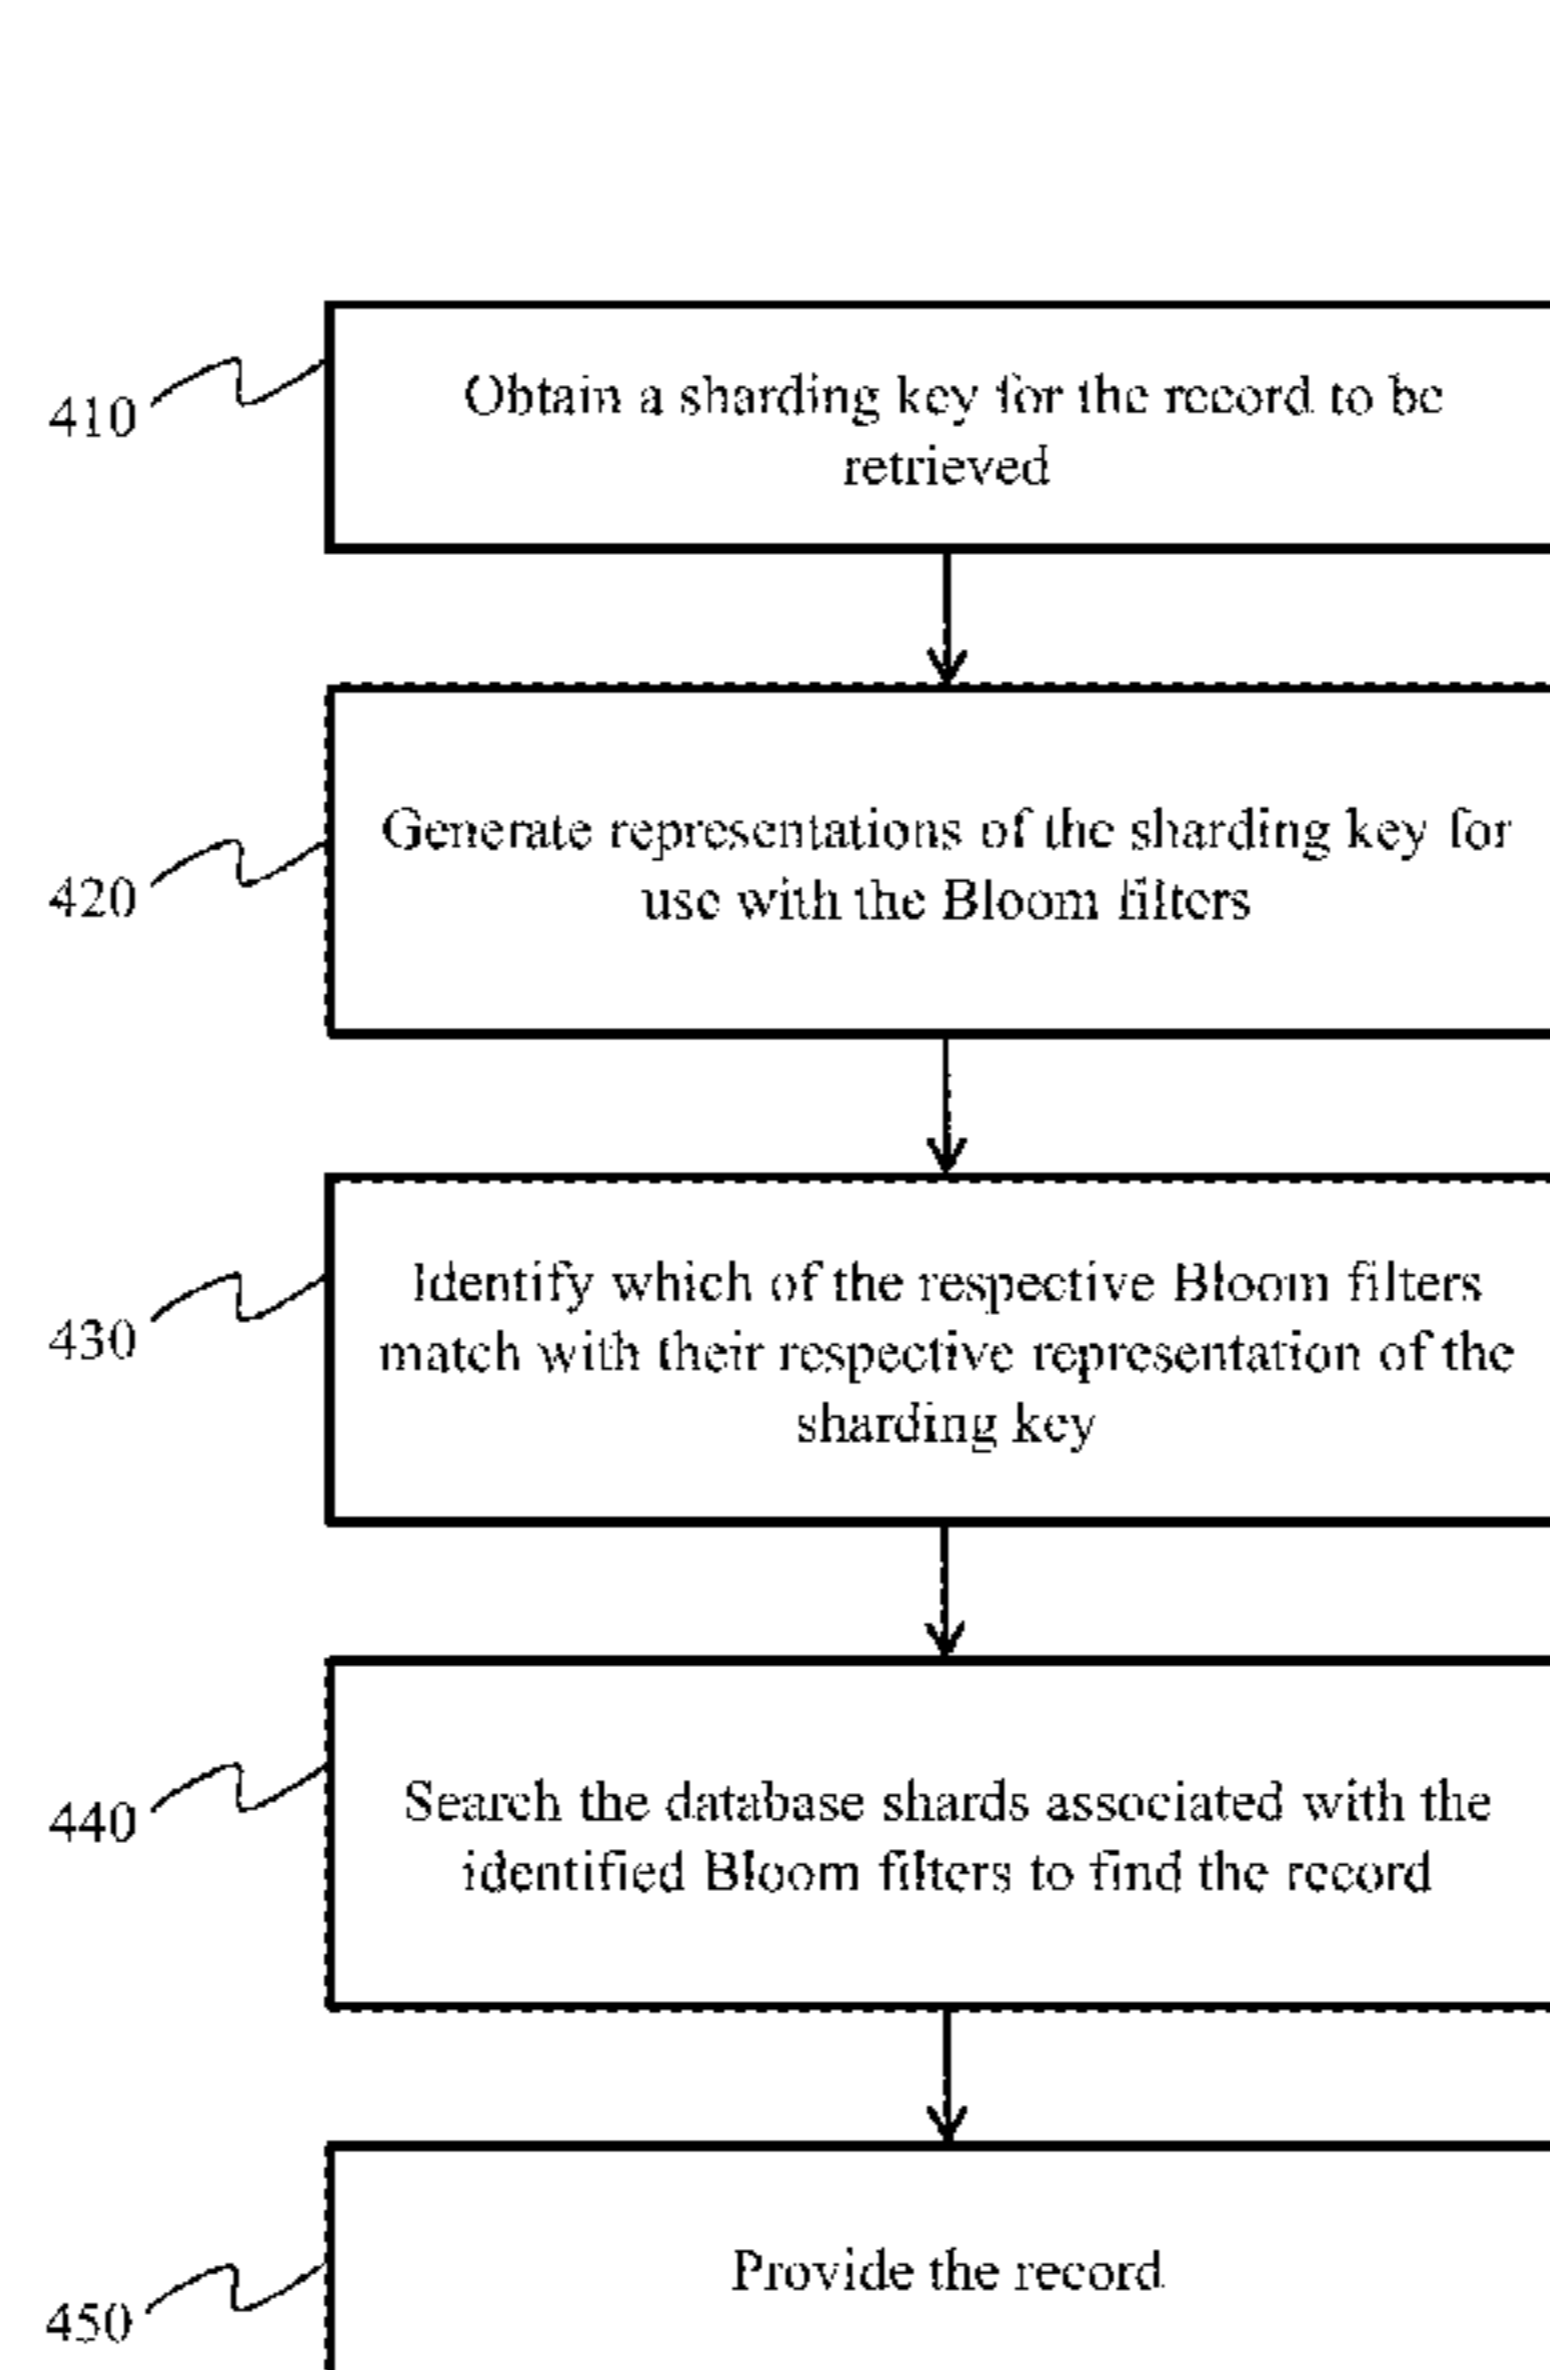 410
Obtain a sharding key for the record to be
retrieved
420
Generate representations of the sharding key for
use with the Bloom filters
430
Identify which of the respective Bloom filters
match with their respective representation of the
sharding key
440
Search the database shards associated with the
identified Bloom filters to find the record
450
Provide the record